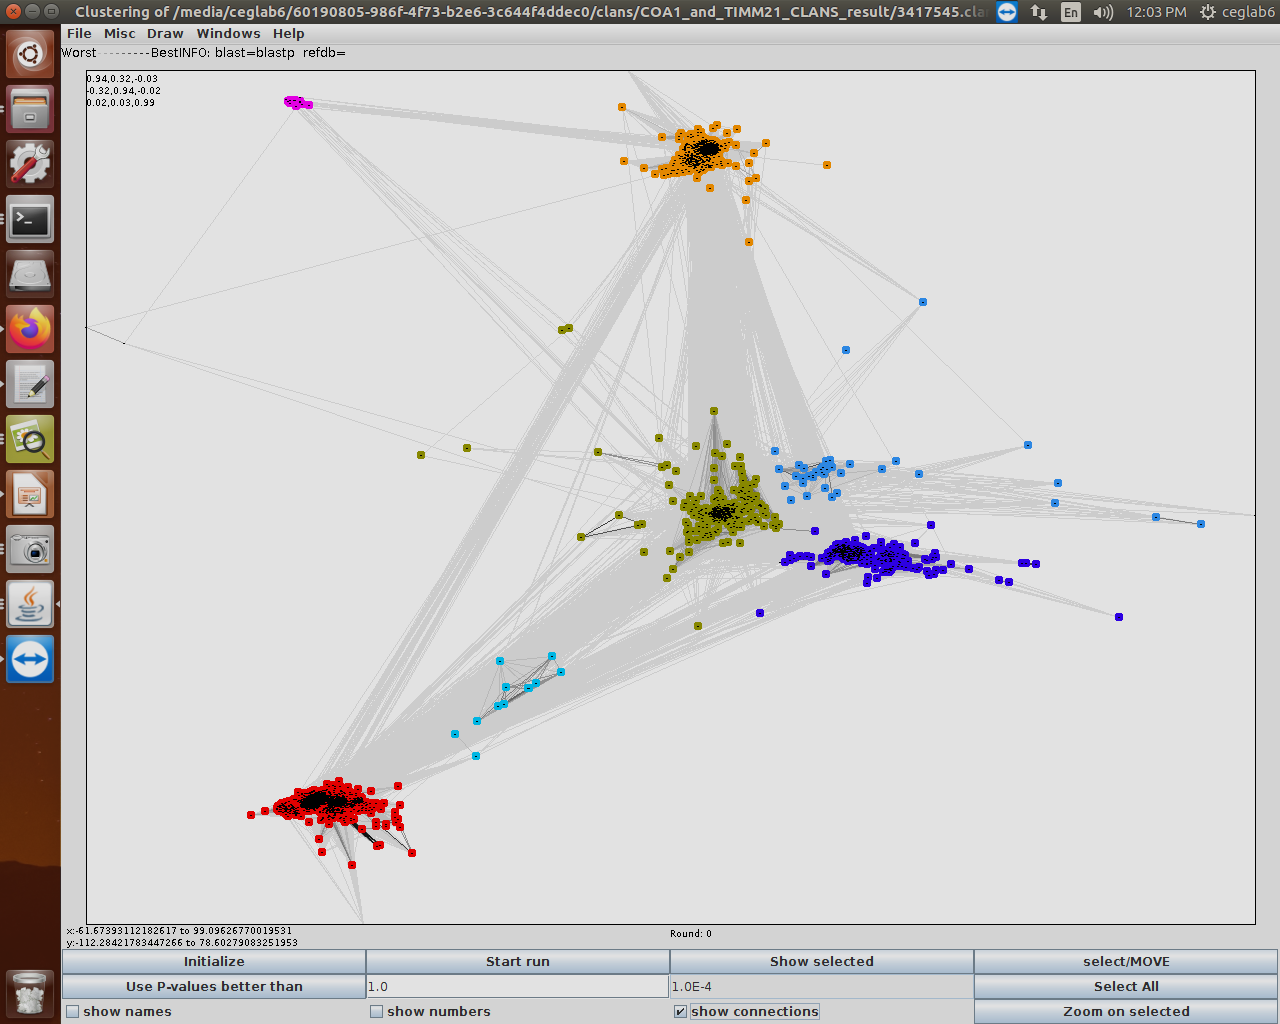 Clustering of /media/ceglab6/60190805-986f-4f73-b2e6-3c644f4ddec0/clans/COA1_and_TIMM21_CLANS_result/3417545.cla
En
12:03 PM
ceglab6
File Misc Draw Windows Help
Worst---------BestINFO: blast=blastp refdb=
0.94,0.32,-0.03
-0.32,0.94,-0.02
0.02,0.03,0.99
x:-61.67393112182617 to 99.09626770019531
y:-112.28421783447266 to 78.60279083251953
Round: 0
Initialize
Start run
Show selected
select/MOVE
Use P-values better than
1.0
1.0E-4
Select All
show names
show numbers
show connections
Zoom on selected